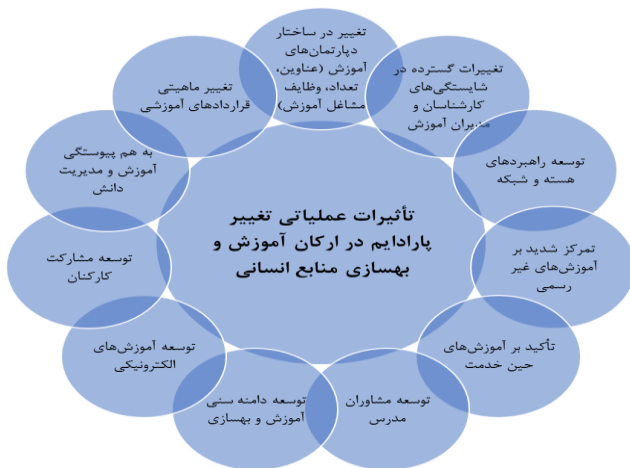 تأثیرات عملیاتی تغییر
پارادایم در ارکان آموزش و
بهسازی منابع انسانی
تغییر در ساختار
دپارتمان‌های
آموزش (عناوین،
تعداد، وظایف
مشاغل آموزش)
تغییرات گسترده در
شایستگی‌های
کارشناسان و
مدیران آموزش
توسعه راهبردهای
هسته و شبکه
تمرکز شدید بر
آموزش‌های غیر
رسمی
تأکید بر آموزش‌های
حین خدمت
توسعه مشاوران
مدرس
توسعه دامنه سنی
آموزش و بهسازی
توسعه آموزش‌های
الکترونیکی
توسعه مشارکت
کارکنان
به هم پیوستگی
آموزش و مدیریت
دانش
تغییر ماهیتی
قراردادهای آموزشی